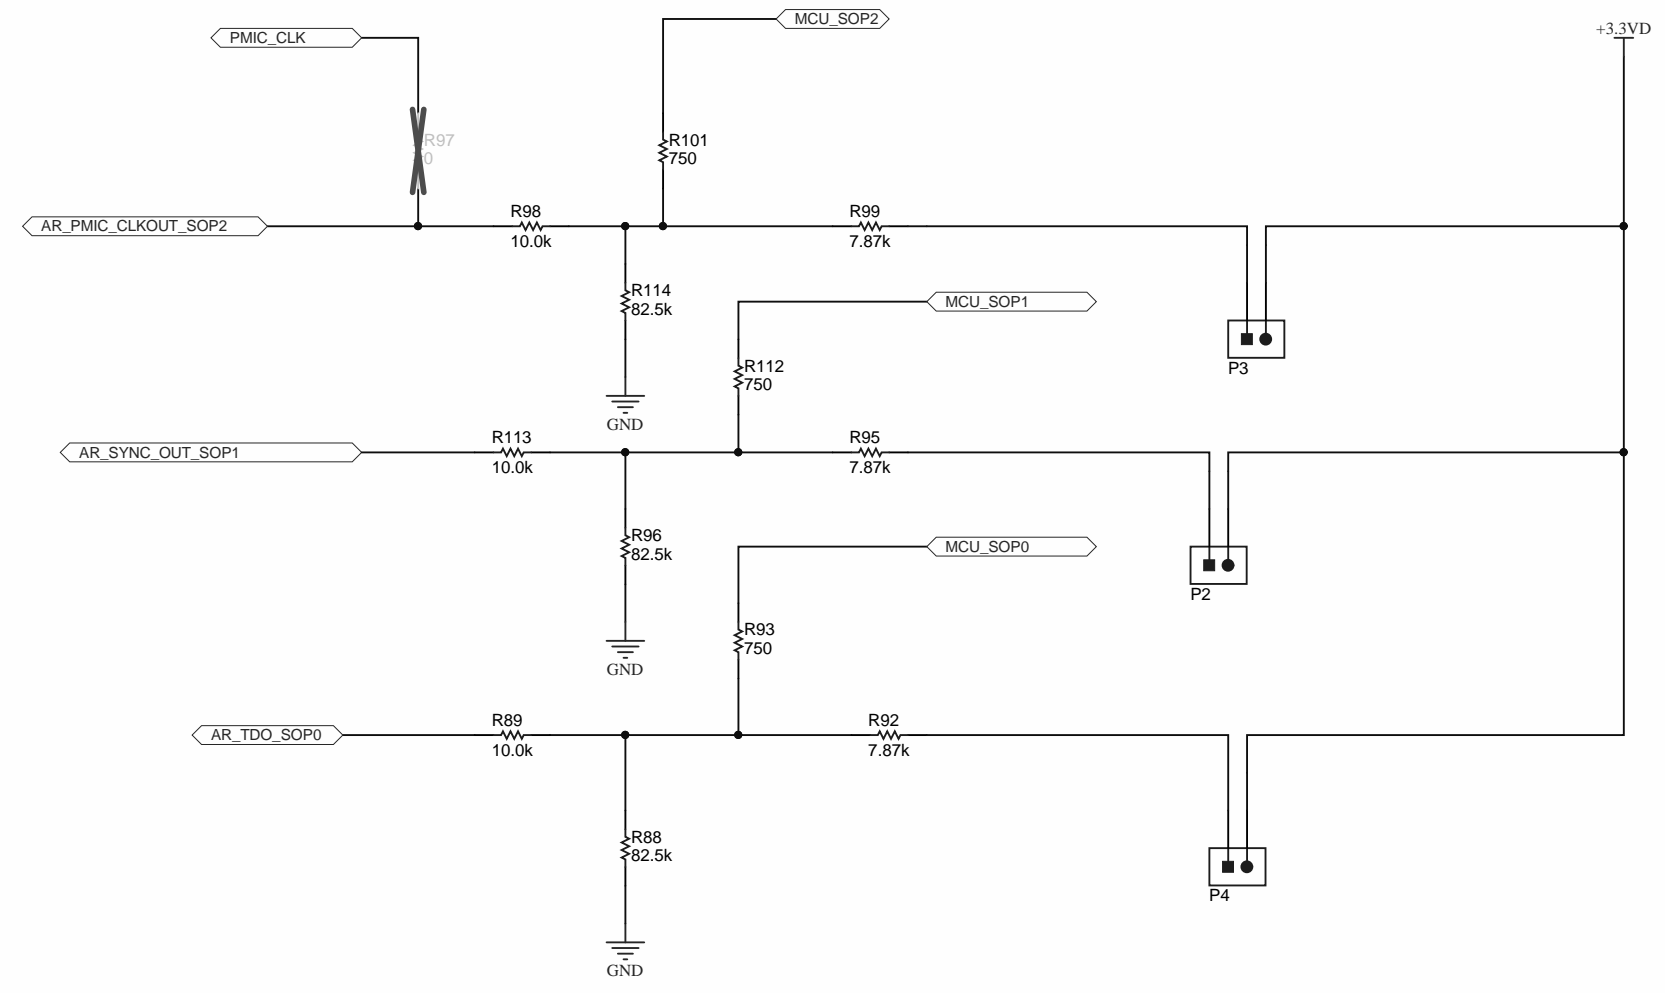 MCU_SOP2
+3.3VD
PMIC_CLK
R97
0
R101
750
AR_PMIC_CLKOUT_SOP2
R98
10.0k
R99
7.87k
R114
82.5k
MCU_SOP1
P3
R112
750
GND
AR_SYNC_OUT_SOP1
R113
10.0k
R95
7.87k
R96
82.5k
MCU_SOP0
P2
R93
750
GND
AR_TDO_SOP0
R89
10.0k
R92
7.87k
R88
82.5k
P4
GND